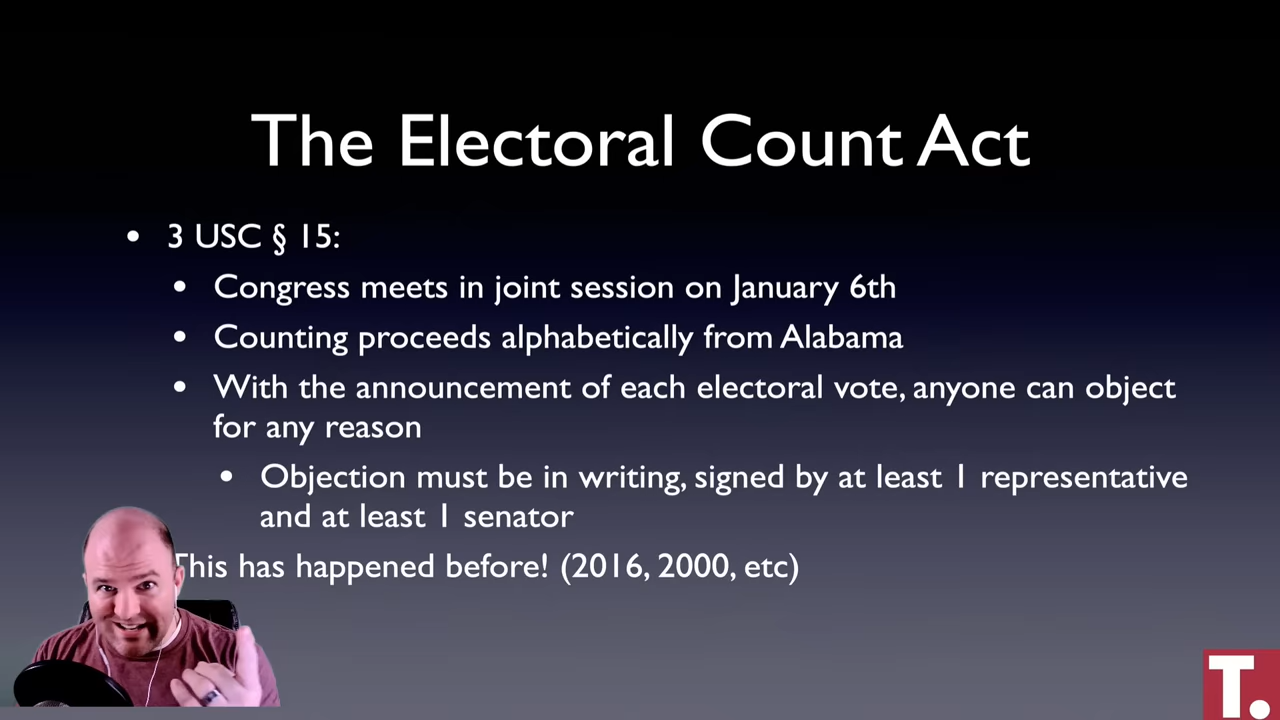 The Electoral Count Act
• 3 USC § 15:
• Congress meets in joint session on January 6th
• Counting proceeds alphabetically from Alabama
• With the announcement of each electoral vote, anyone can object
for any reason
• Objection must be in writing, signed by at least 1 representative
and at least 1 senator
This has happened before! (2016, 2000, etc)
T.